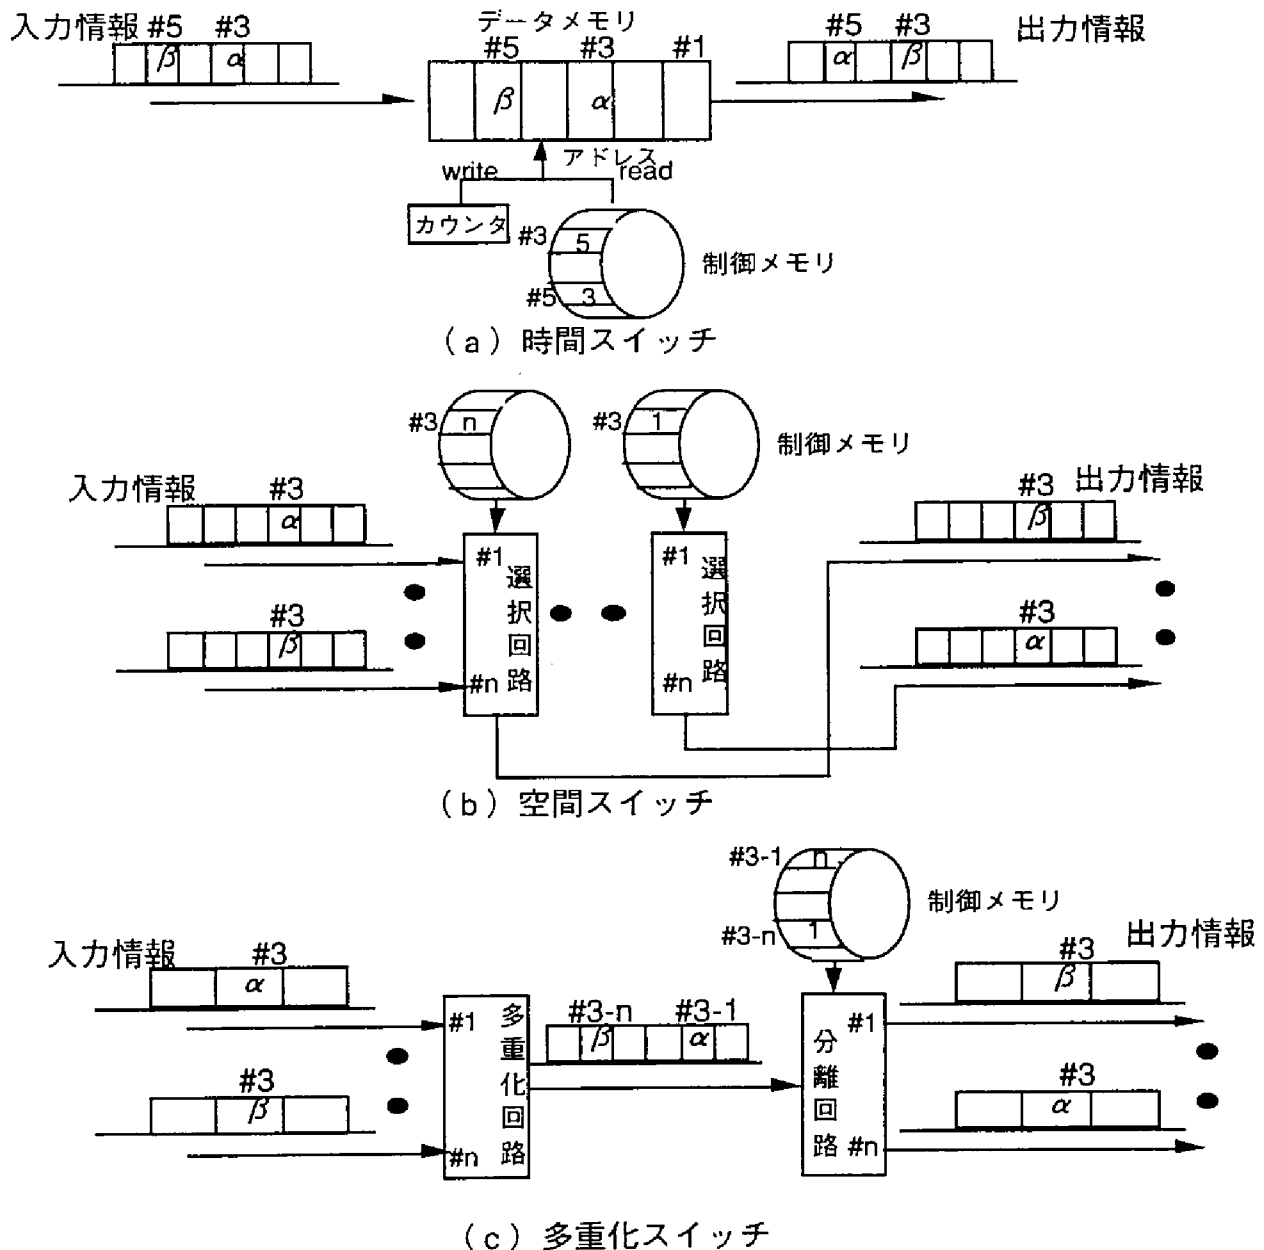 入力情報 #5 #3
β α
データメモリ
#5 #3 #1
β α
#5 #3 出力情報
α β
write アドレス read
カウンタ
#3 5
#5 3
制御メモリ
(a) 時間スイッチ
#3 n
#3 1
制御メモリ
入力情報 #3
α
#3
β
#1 選択回路 #n
#1 選択回路 #n
#3 出力情報
β
#3
α
(b) 空間スイッチ
#3-1 n
#3-n 1
制御メモリ
入力情報 #3
α
#3
β
#1 多重化回路 #n
#3-n #3-1
β α
分離回路 #1 #n
#3 出力情報
β
#3
α
(c) 多重化スイッチ